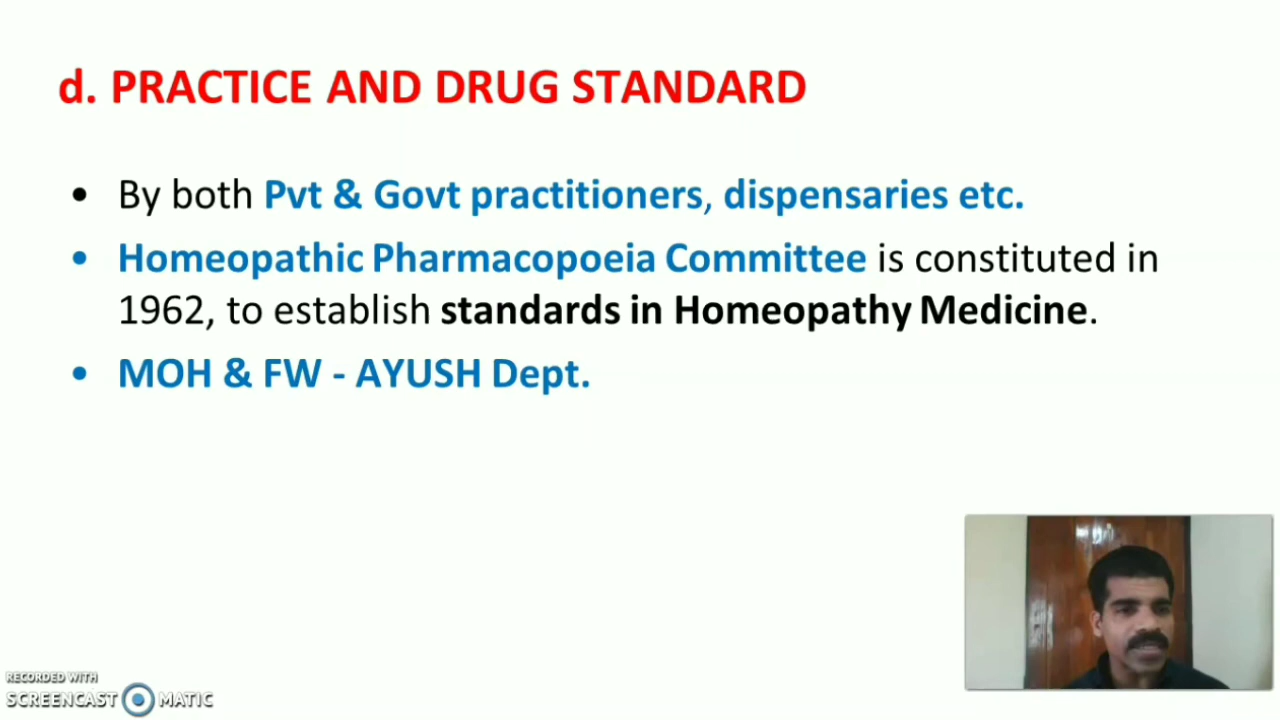 d. PRACTICE AND DRUG STANDARD
• By both Pvt & Govt practitioners, dispensaries etc.
• Homeopathic Pharmacopoeia Committee is constituted in
1962, to establish standards in Homeopathy Medicine.
• MOH & FW - AYUSH Dept.
RECORDED WITH
SCREENCAST MATIC